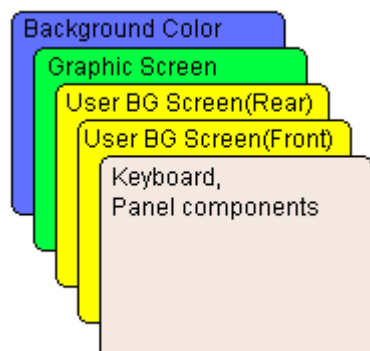 Background Color
Graphic Screen
User BG Screen(Rear)
User BG Screen(Front)
Keyboard,
Panel components